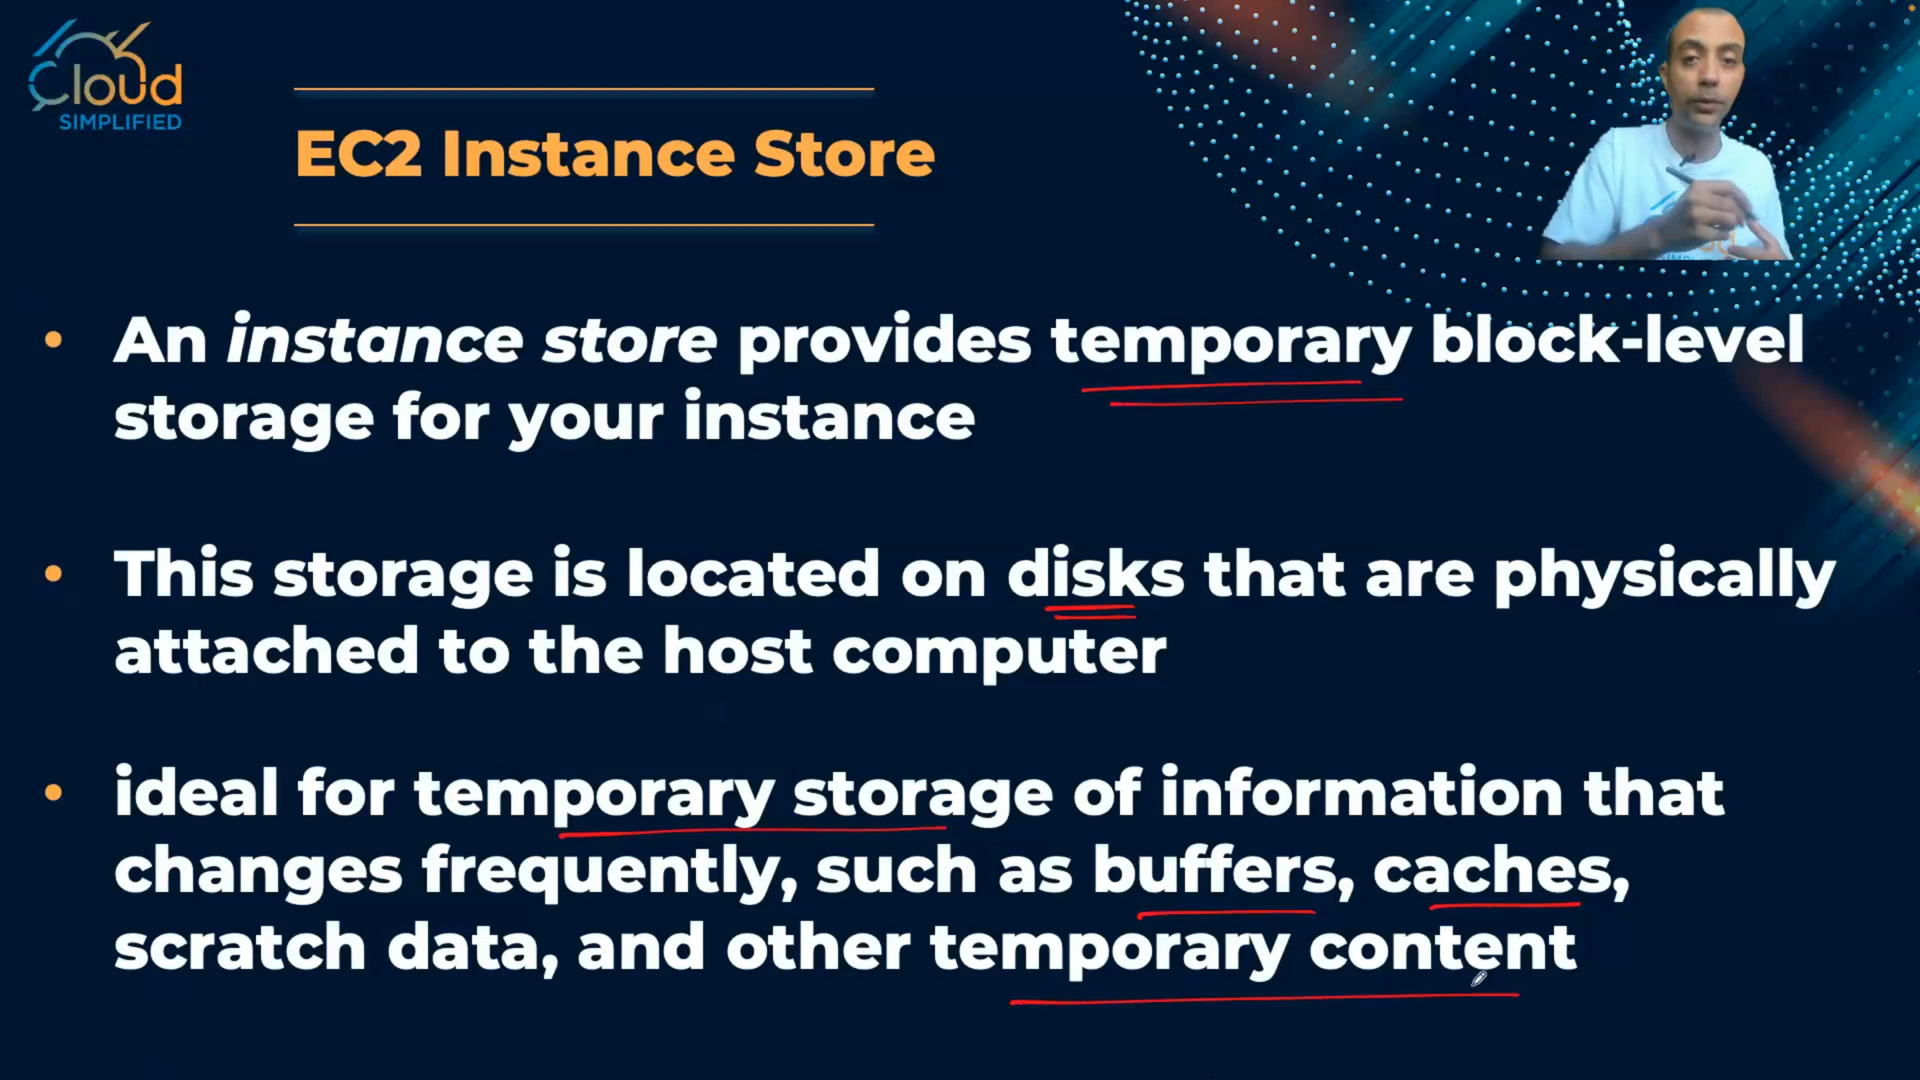 Cloud
SIMPLIFIED
EC2 Instance Store
• An instance store provides temporary block-level
storage for your instance
• This storage is located on disks that are physically
attached to the host computer
• ideal for temporary storage of information that
changes frequently, such as buffers, caches,
scratch data, and other temporary content